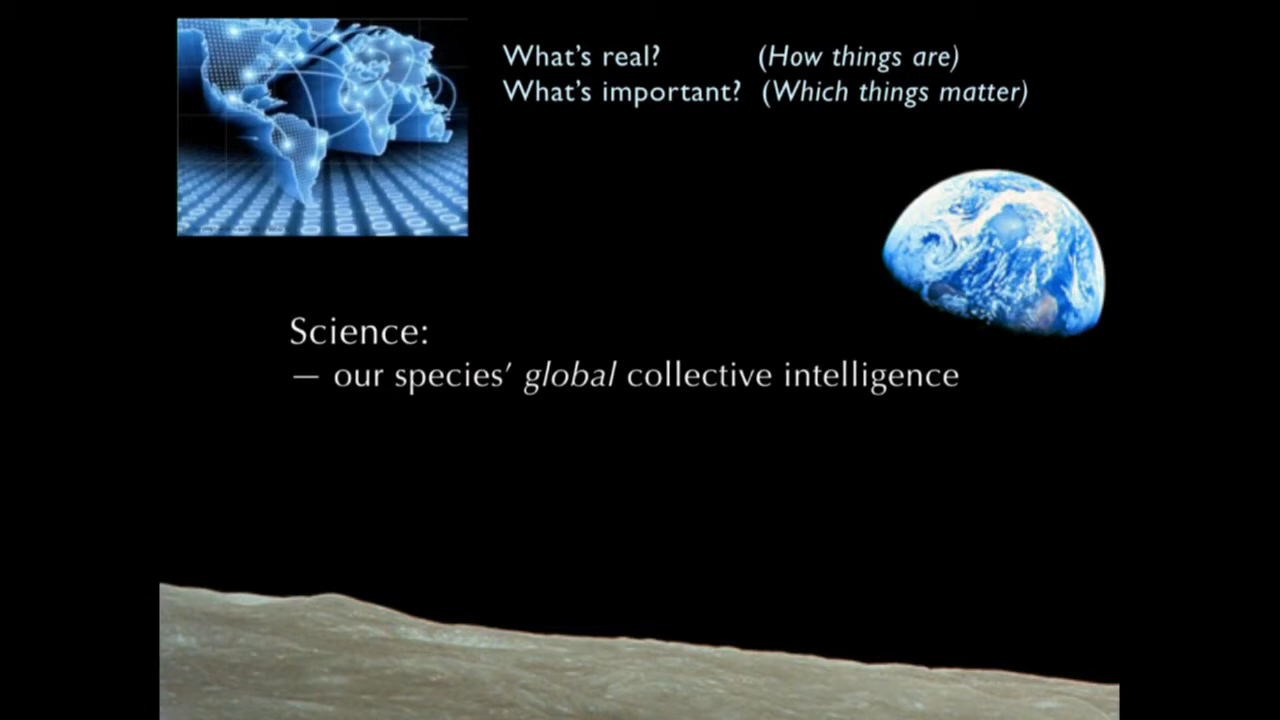 What's real? (How things are)
What's important? (Which things matter)
Science:
— our species' global collective intelligence